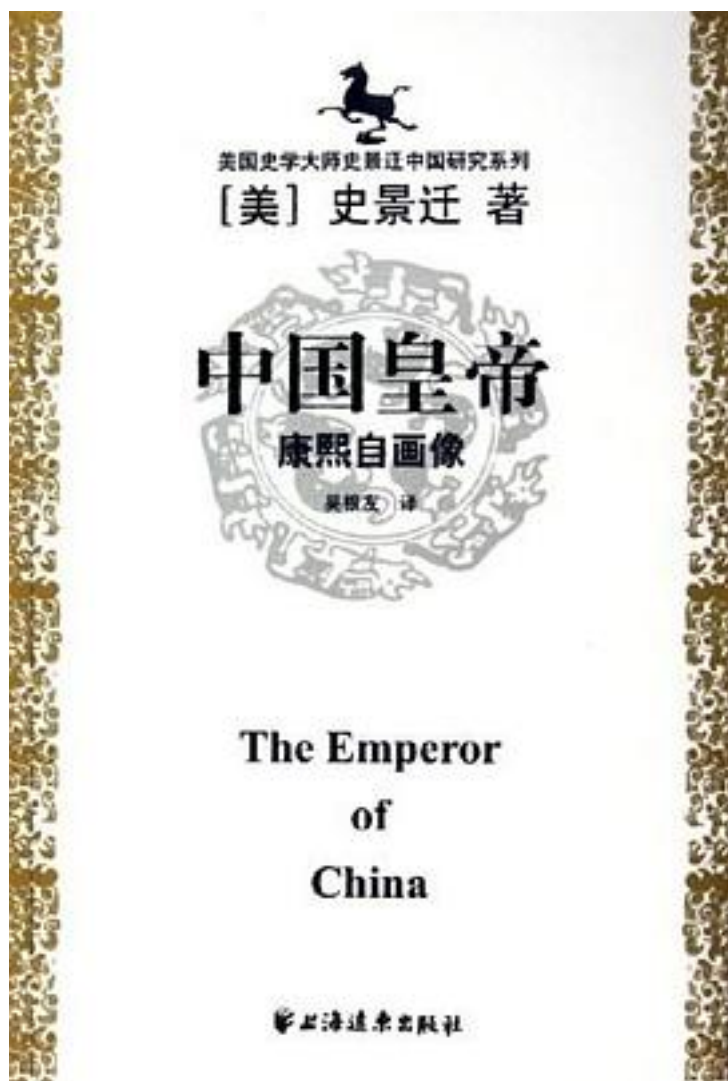 美国史学大师史景迁中国研究系列
［美］ 史景迁 著
中国皇帝
康熙自画像
吴根友 译
The Emperor
of
China
上海远东出版社